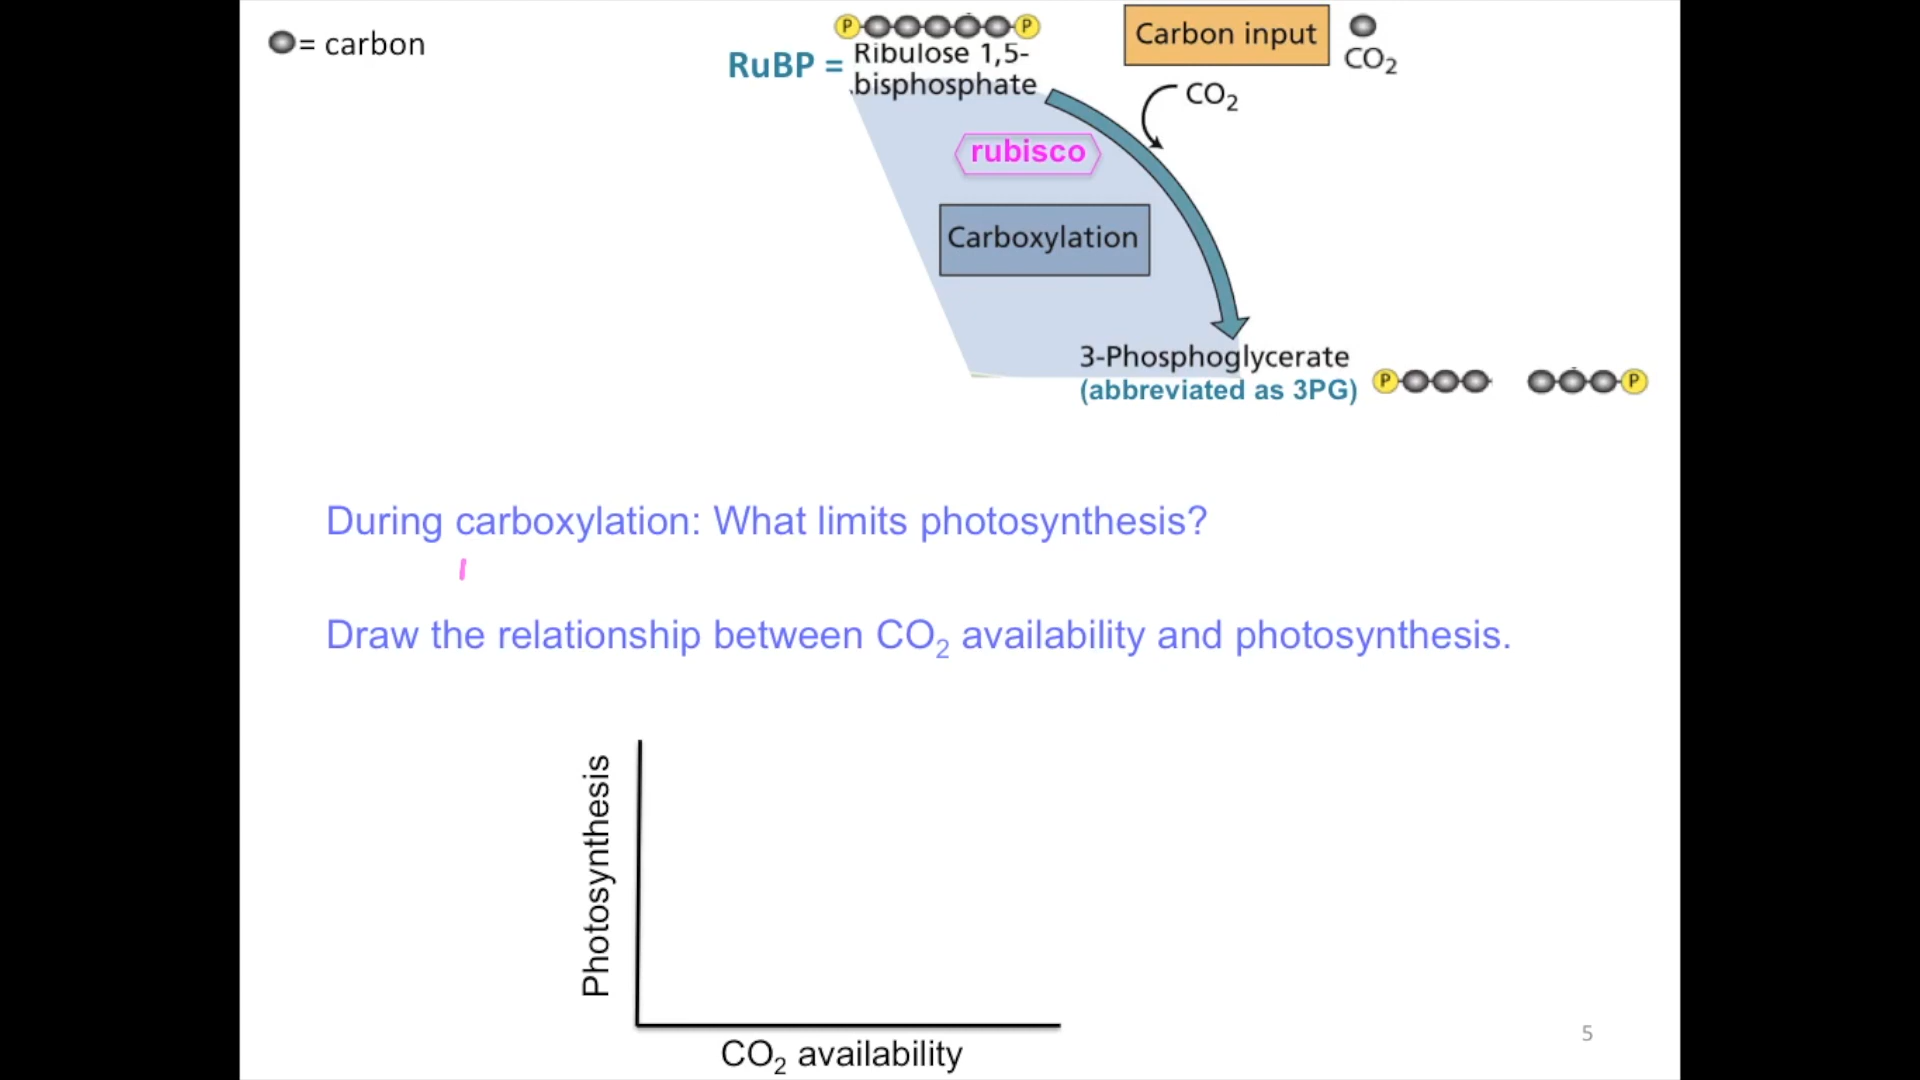 = carbon
P P
RuBP = Ribulose 1,5-
bisphosphate
Carbon input
CO₂
CO₂
rubisco
Carboxylation
3-Phosphoglycerate
(abbreviated as 3PG)
P P
During carboxylation: What limits photosynthesis?
Draw the relationship between CO₂ availability and photosynthesis.
Photosynthesis
CO₂ availability
5